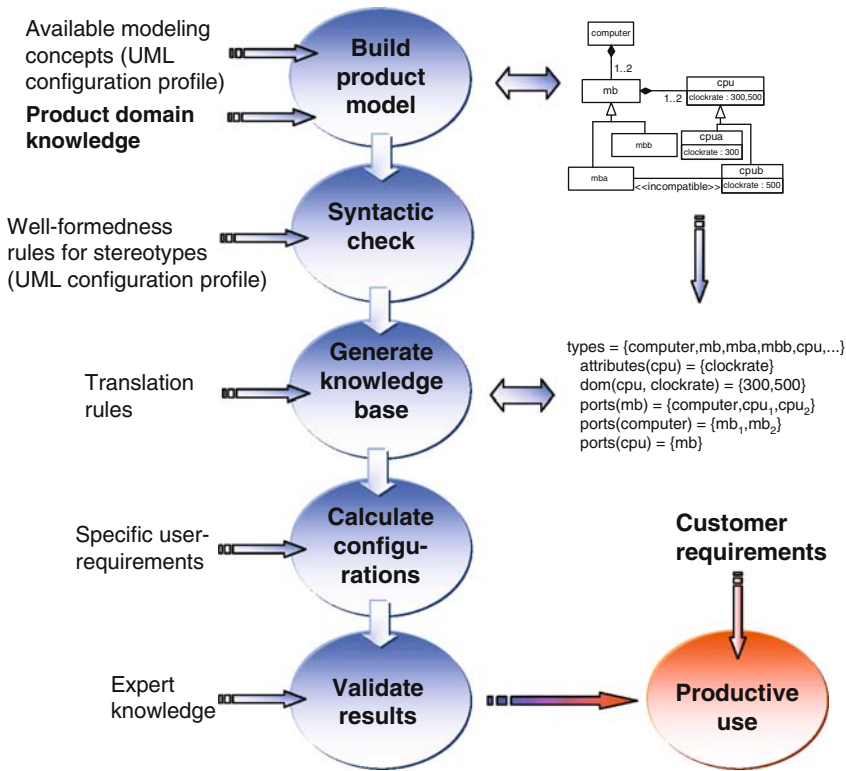 Available modeling
concepts (UML
configuration profile)
Product domain
knowledge
Build
product
model
computer
1..2
mb
1..2
cpu
clockrate : 300,500
mbb
cpua
clockrate : 300
mba
<<incompatible>>
cpub
clockrate : 500
Well-formedness
rules for stereotypes
(UML configuration profile)
Syntactic
check
Translation
rules
Generate
knowledge
base
types = {computer,mb,mba,mbb,cpu,...}
attributes(cpu) = {clockrate}
dom(cpu, clockrate) = {300,500}
ports(mb) = {computer,cpu₁,cpu₂}
ports(computer) = {mb₁,mb₂}
ports(cpu) = {mb}
Specific user-
requirements
Calculate
configu-
rations
Customer
requirements
Expert
knowledge
Validate
results
Productive
use